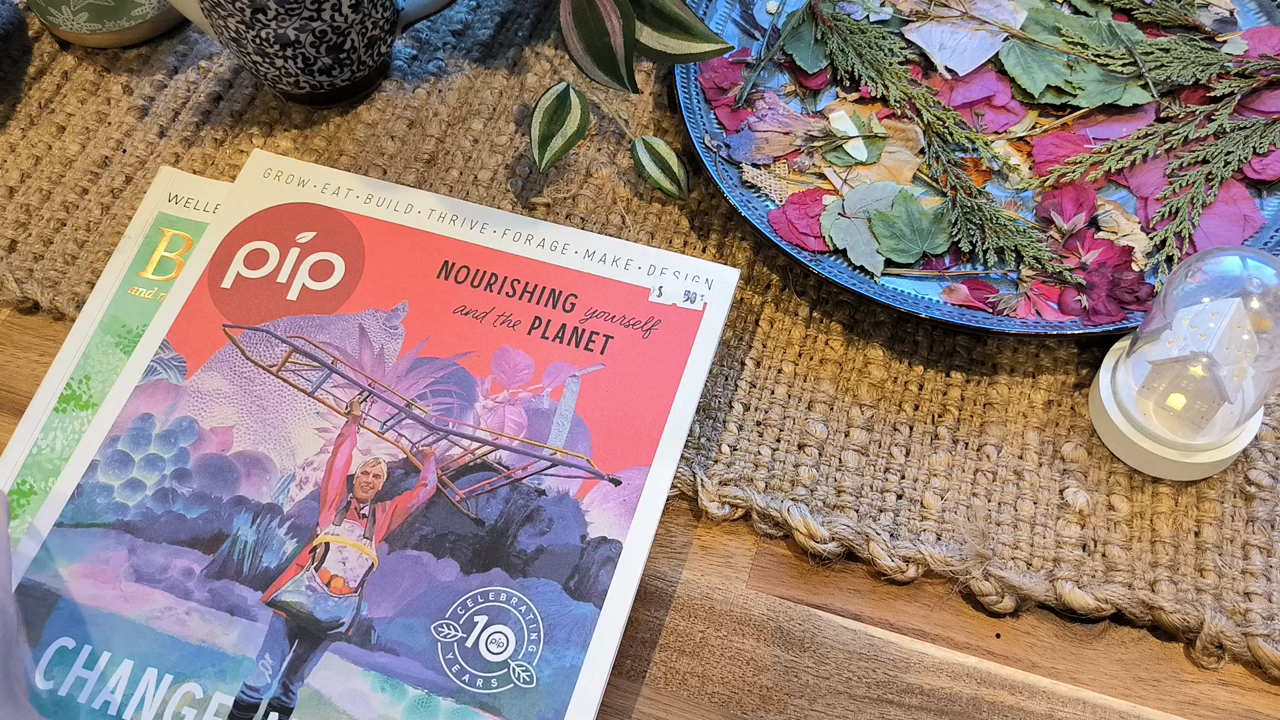 GROW·EAT·BUILD·THRIVE·FORAGE·MAKE·DESIGN
pip
NOURISHING yourself
and the PLANET
$ 50¢
WELLE
B
and
CELEBRATING
10
pip
YEARS
CHANGE